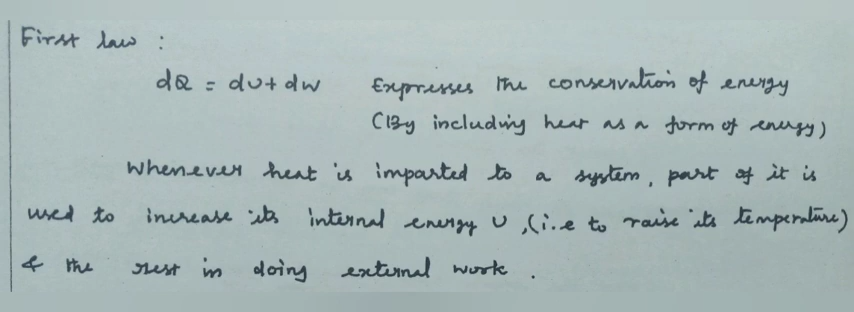 First law :
dQ = dU + dW Expresses the conservation of energy
(By including heat as a form of energy)
Whenever heat is imparted to a system, part of it is
used to increase its internal energy U, (i.e to raise its temperature)
& the rest in doing external work.